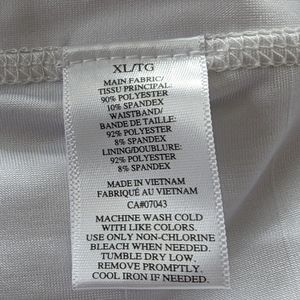 XL/TG
MAIN FABRIC/
TISSU PRINCIPAL:
90% POLYESTER
10% SPANDEX
WAISTBAND/
BANDE DE TAILLE:
92% POLYESTER
8% SPANDEX
LINING/DOUBLURE:
92% POLYESTER
8% SPANDEX
MADE IN VIETNAM
FABRIQUÉ AU VIETNAM
CA#07043
MACHINE WASH COLD
WITH LIKE COLORS.
USE ONLY NON-CHLORINE
BLEACH WHEN NEEDED.
TUMBLE DRY LOW.
REMOVE PROMPTLY.
COOL IRON IF NEEDED.